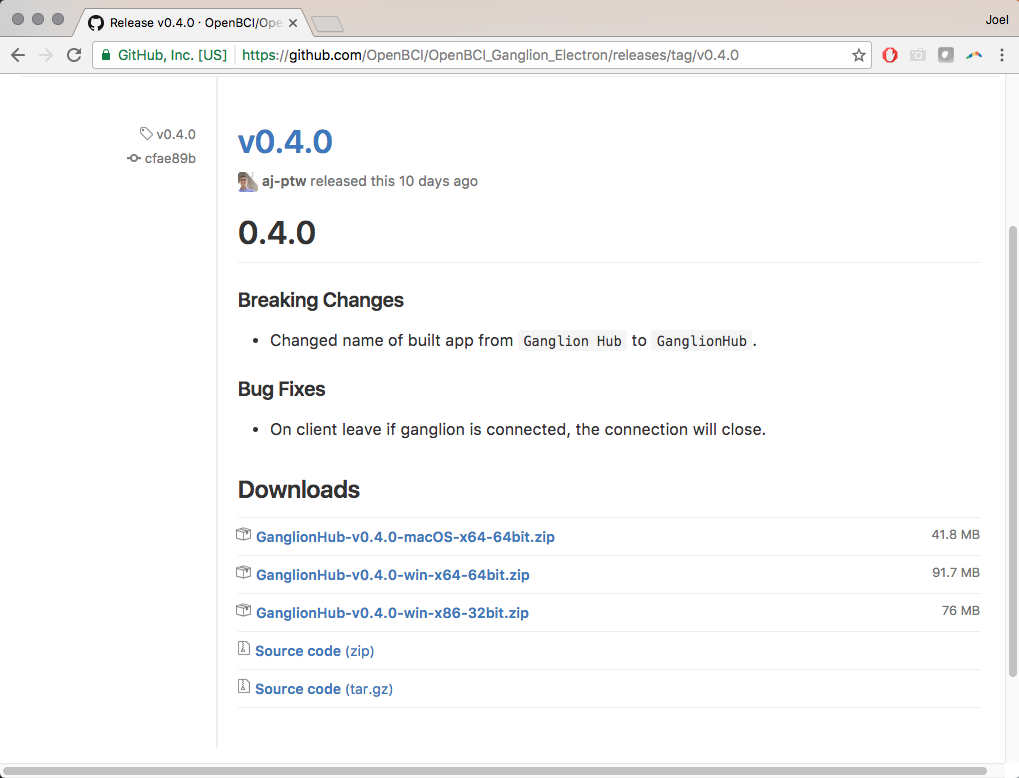 Release v0.4.0 · OpenBCI/Ope
Joel
GitHub, Inc. [US] https://github.com/OpenBCI/OpenBCI_Ganglion_Electron/releases/tag/v0.4.0
v0.4.0
cfae89b
v0.4.0
aj-ptw released this 10 days ago
0.4.0
Breaking Changes
• Changed name of built app from Ganglion Hub to GanglionHub.
Bug Fixes
• On client leave if ganglion is connected, the connection will close.
Downloads
GanglionHub-v0.4.0-macOS-x64-64bit.zip 41.8 MB
GanglionHub-v0.4.0-win-x64-64bit.zip 91.7 MB
GanglionHub-v0.4.0-win-x86-32bit.zip 76 MB
Source code (zip)
Source code (tar.gz)